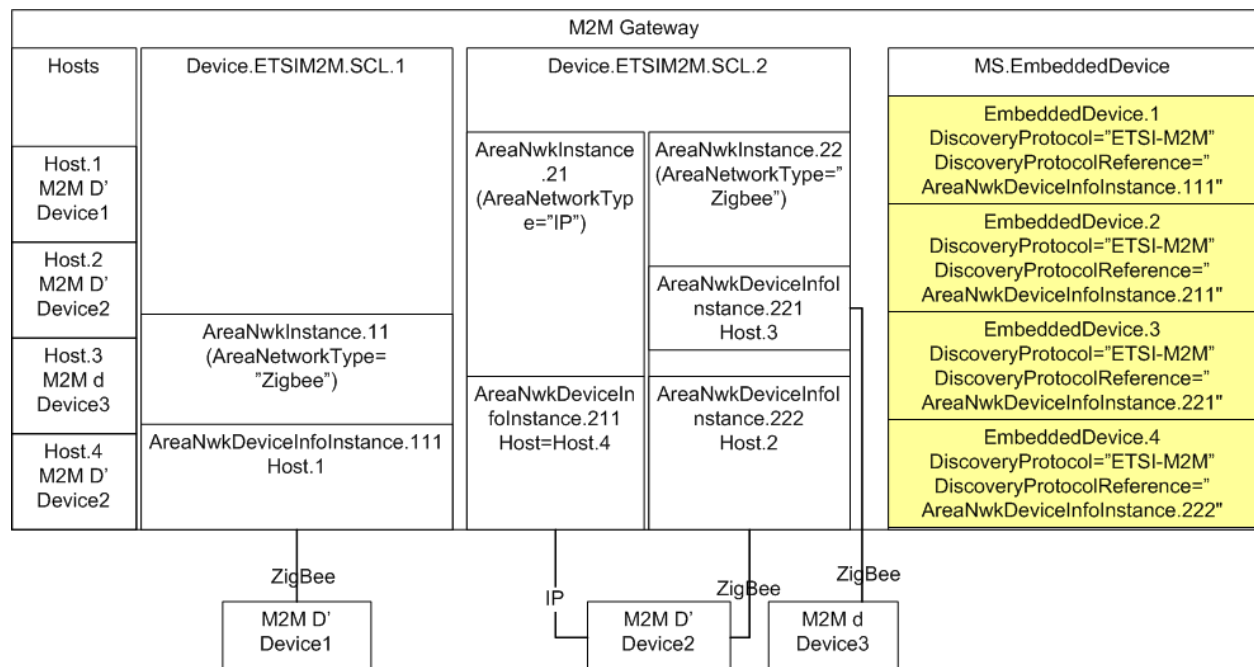 M2M Gateway
Hosts
Host.1
M2M D’
Device1
Host.2
M2M D’
Device2
Host.3
M2M d
Device3
Host.4
M2M D’
Device2
Device.ETSIM2M.SCL.1
AreaNwkInstance.11
(AreaNetworkType=
”Zigbee”)
AreaNwkDeviceInfoInstance.111
Host.1
Device.ETSIM2M.SCL.2
AreaNwkInstance
.21
(AreaNetworkTyp
e=”IP”)
AreaNwkDeviceIn
foInstance.211
Host=Host.4
AreaNwkInstance.22
(AreaNetworkType=”
Zigbee”)
AreaNwkDeviceInfoI
nstance.221
Host.3
AreaNwkDeviceInfoI
nstance.222
Host.2
MS.EmbeddedDevice
EmbeddedDevice.1
DiscoveryProtocol=”ETSI-M2M”
DiscoveryProtocolReference=”
AreaNwkDeviceInfoInstance.111"
EmbeddedDevice.2
DiscoveryProtocol=”ETSI-M2M”
DiscoveryProtocolReference=”
AreaNwkDeviceInfoInstance.211"
EmbeddedDevice.3
DiscoveryProtocol=”ETSI-M2M”
DiscoveryProtocolReference=”
AreaNwkDeviceInfoInstance.221"
EmbeddedDevice.4
DiscoveryProtocol=”ETSI-M2M”
DiscoveryProtocolReference=”
AreaNwkDeviceInfoInstance.222"
ZigBee
IP
ZigBee
ZigBee
M2M D’
Device1
M2M D’
Device2
M2M d
Device3